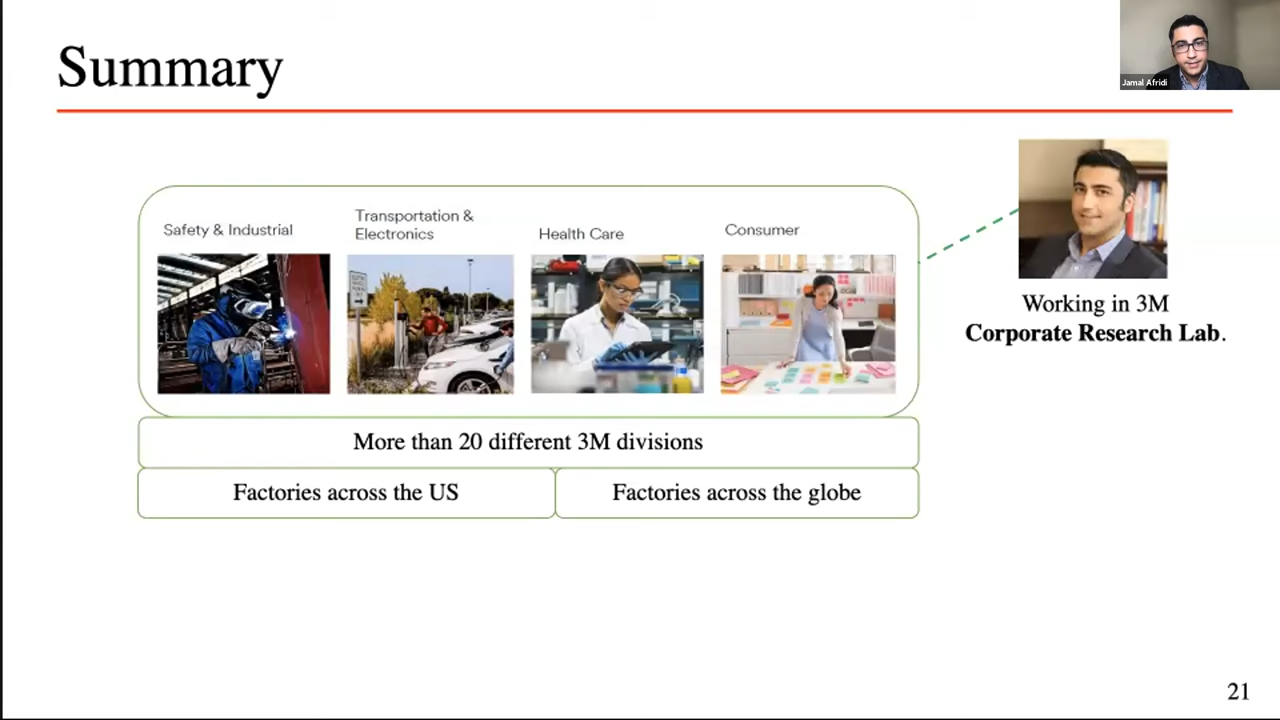 Summary
Jamal Afridi
Safety & Industrial
Transportation &
Electronics
Health Care
Consumer
Working in 3M
Corporate Research Lab.
More than 20 different 3M divisions
Factories across the US
Factories across the globe
21